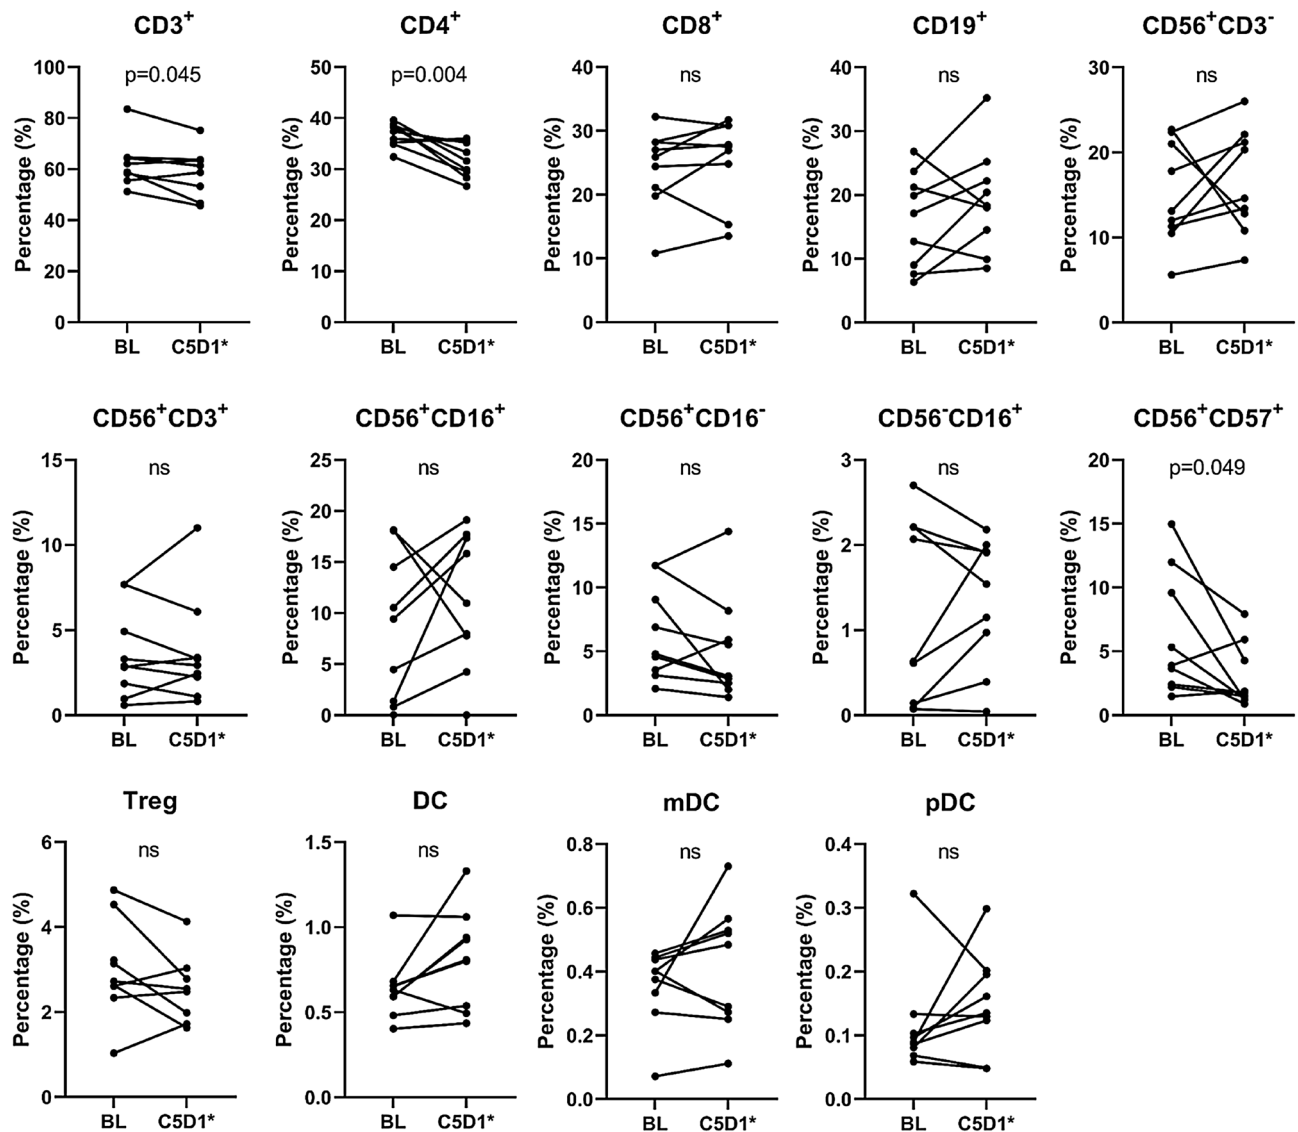 CD3⁺ CD4⁺ CD8⁺ CD19⁺ CD56⁺CD3⁻
100 50 40 40 30
p=0.045 p=0.004 ns ns ns
80 40 30 30 20
60 30 20 20 10
40 20 10 10 0
20 10 0 0
0 0
Percentage (%) Percentage (%) Percentage (%) Percentage (%) Percentage (%)
BL C5D1* BL C5D1* BL C5D1* BL C5D1* BL C5D1*
CD56⁺CD3⁺ CD56⁺CD16⁺ CD56⁺CD16⁻ CD56⁻CD16⁺ CD56⁺CD57⁺
15 25 20 3 20
ns ns ns ns p=0.049
10 20 15 2 15
5 15 10 1 10
0 10 5 0 5
5 0 0
0
Percentage (%) Percentage (%) Percentage (%) Percentage (%) Percentage (%)
BL C5D1* BL C5D1* BL C5D1* BL C5D1* BL C5D1*
Treg DC mDC pDC
6 1.5 0.8 0.4
ns ns ns ns
4 1.0 0.6 0.3
2 0.5 0.4 0.2
0 0.0 0.2 0.1
0.0 0.0
Percentage (%) Percentage (%) Percentage (%) Percentage (%)
BL C5D1* BL C5D1* BL C5D1* BL C5D1*